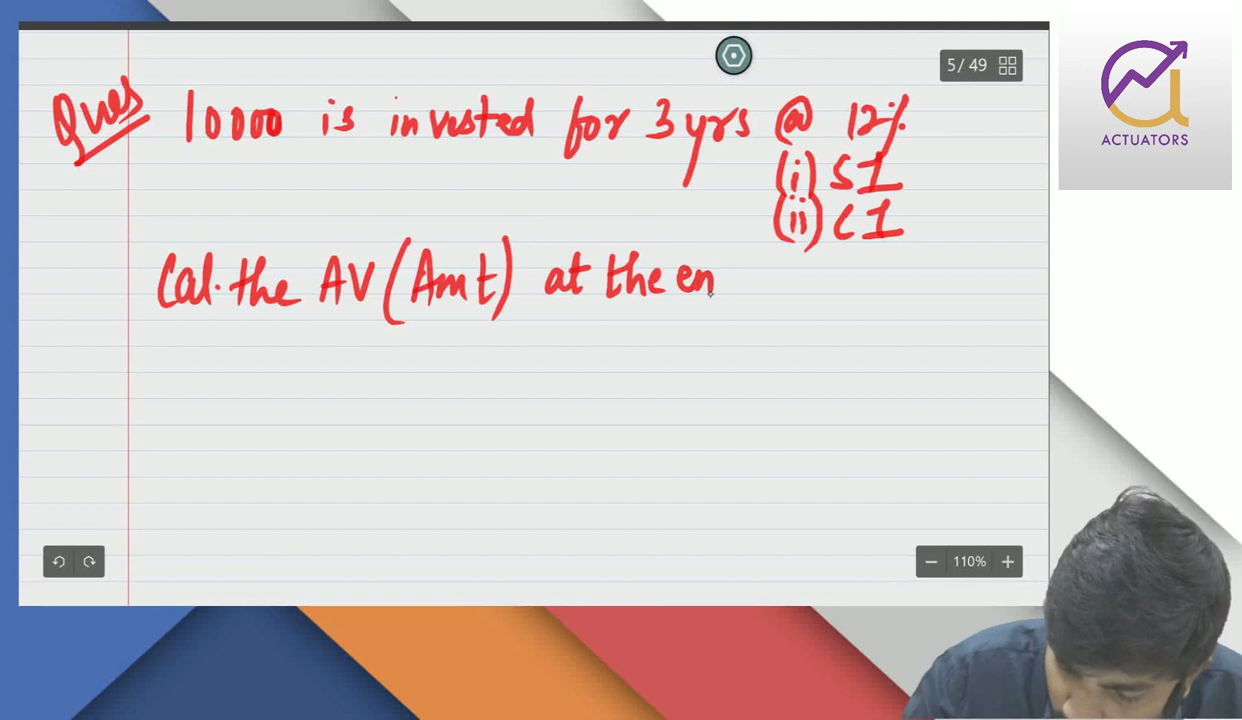 5/49
ACTUATORS
Ques 10000 is invested for 3 yrs @ 12%
(i) SI
(ii) CI
Cal. the AV (Amt) at the en
110%